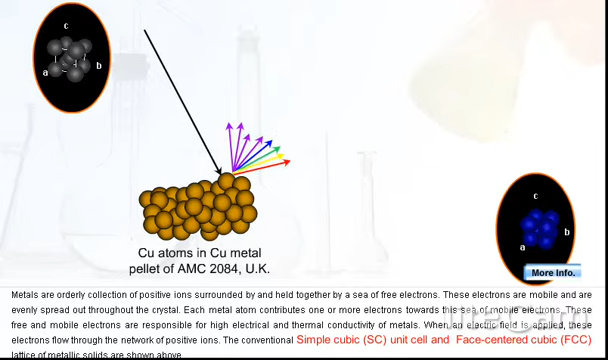 c
a
b
Cu atoms in Cu metal
pellet of AMC 2084, U.K.
c
b
a
More Info.
Metals are orderly collection of positive ions surrounded by and held together by a sea of free electrons. These electrons are mobile and are
evenly spread out throughout the crystal. Each metal atom contributes one or more electrons towards this sea of mobile electrons. These
free and mobile electrons are responsible for high electrical and thermal conductivity of metals. When an electric field is applied, these
electrons flow through the network of positive ions. The conventional Simple cubic (SC) unit cell and Face-centered cubic (FCC)
lattice of metallic solids are shown above